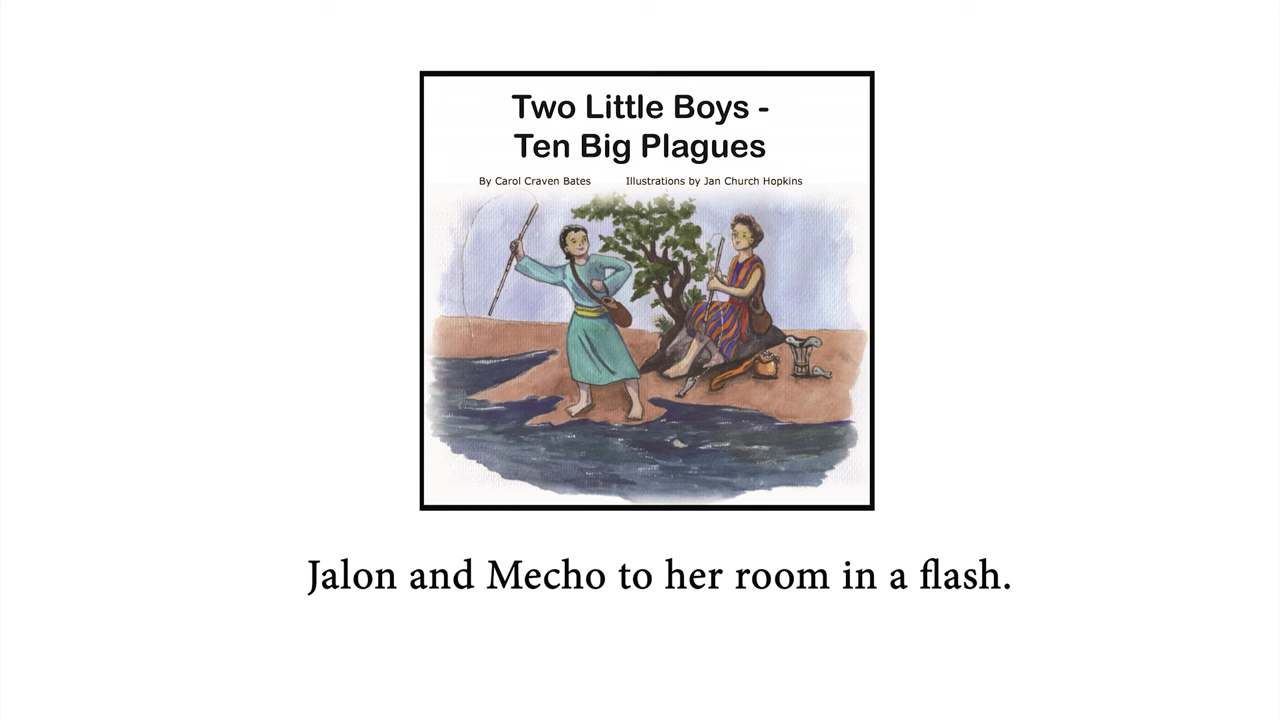 Two Little Boys -
Ten Big Plagues
By Carol Craven Bates Illustrations by Jan Church Hopkins
Jalon and Mecho to her room in a flash.